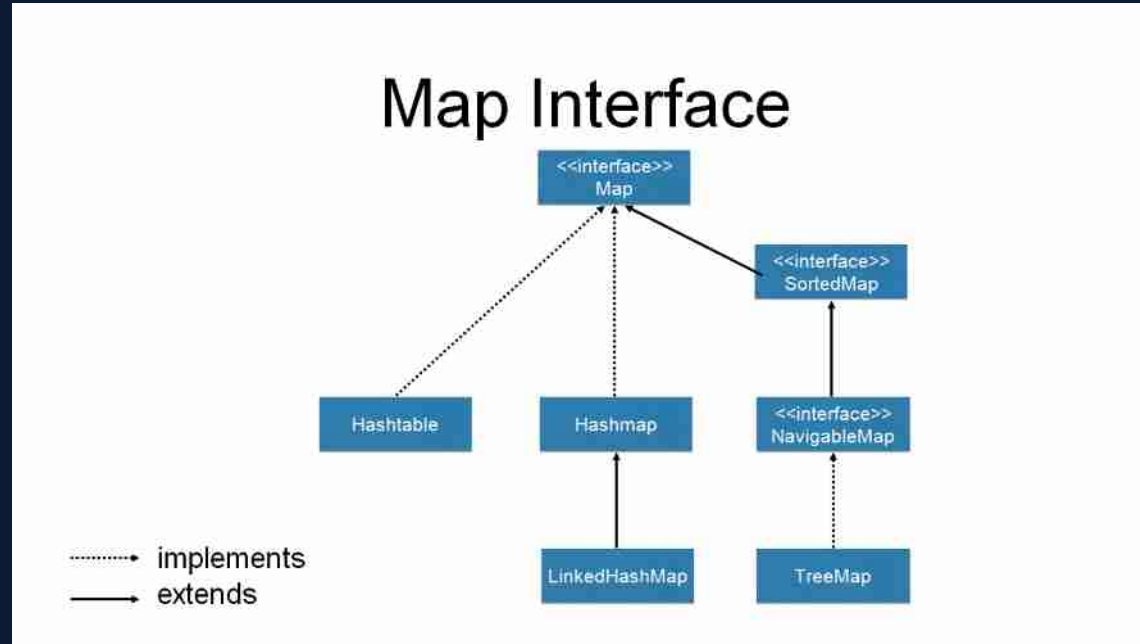 Map Interface
<<interface>>
Map
<<interface>>
SortedMap
Hashtable
Hashmap
<<interface>>
NavigableMap
LinkedHashMap
TreeMap
implements
extends